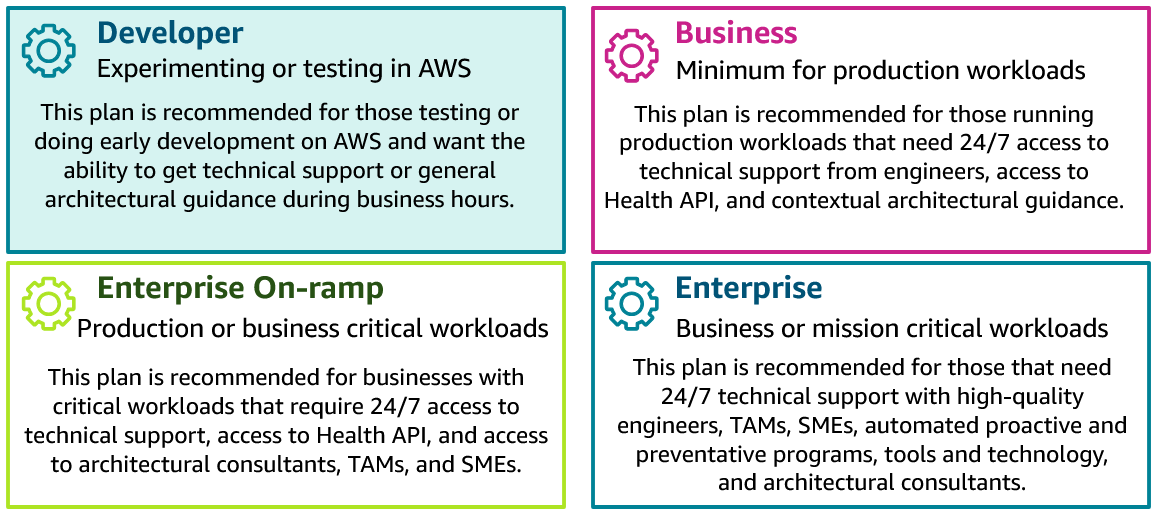 Developer
Experimenting or testing in AWS
This plan is recommended for those testing or
doing early development on AWS and want the
ability to get technical support or general
architectural guidance during business hours.
Business
Minimum for production workloads
This plan is recommended for those running
production workloads that need 24/7 access to
technical support from engineers, access to
Health API, and contextual architectural guidance.
Enterprise On-ramp
Production or business critical workloads
This plan is recommended for businesses with
critical workloads that require 24/7 access to
technical support, access to Health API, and access
to architectural consultants, TAMs, and SMEs.
Enterprise
Business or mission critical workloads
This plan is recommended for those that need
24/7 technical support with high-quality
engineers, TAMs, SMEs, automated proactive and
preventative programs, tools and technology,
and architectural consultants.